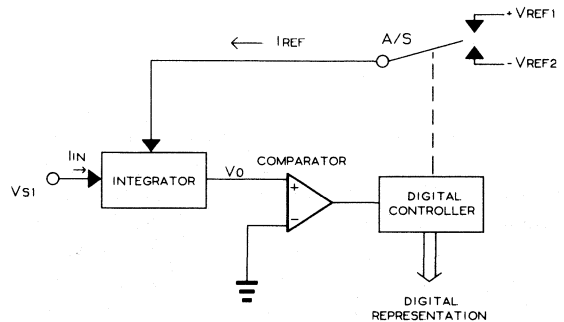 + VREF1
A/S
IREF
- VREF2
IIN
COMPARATOR
INTEGRATOR
VO
+
-
VS1
DIGITAL
CONTROLLER
DIGITAL
REPRESENTATION